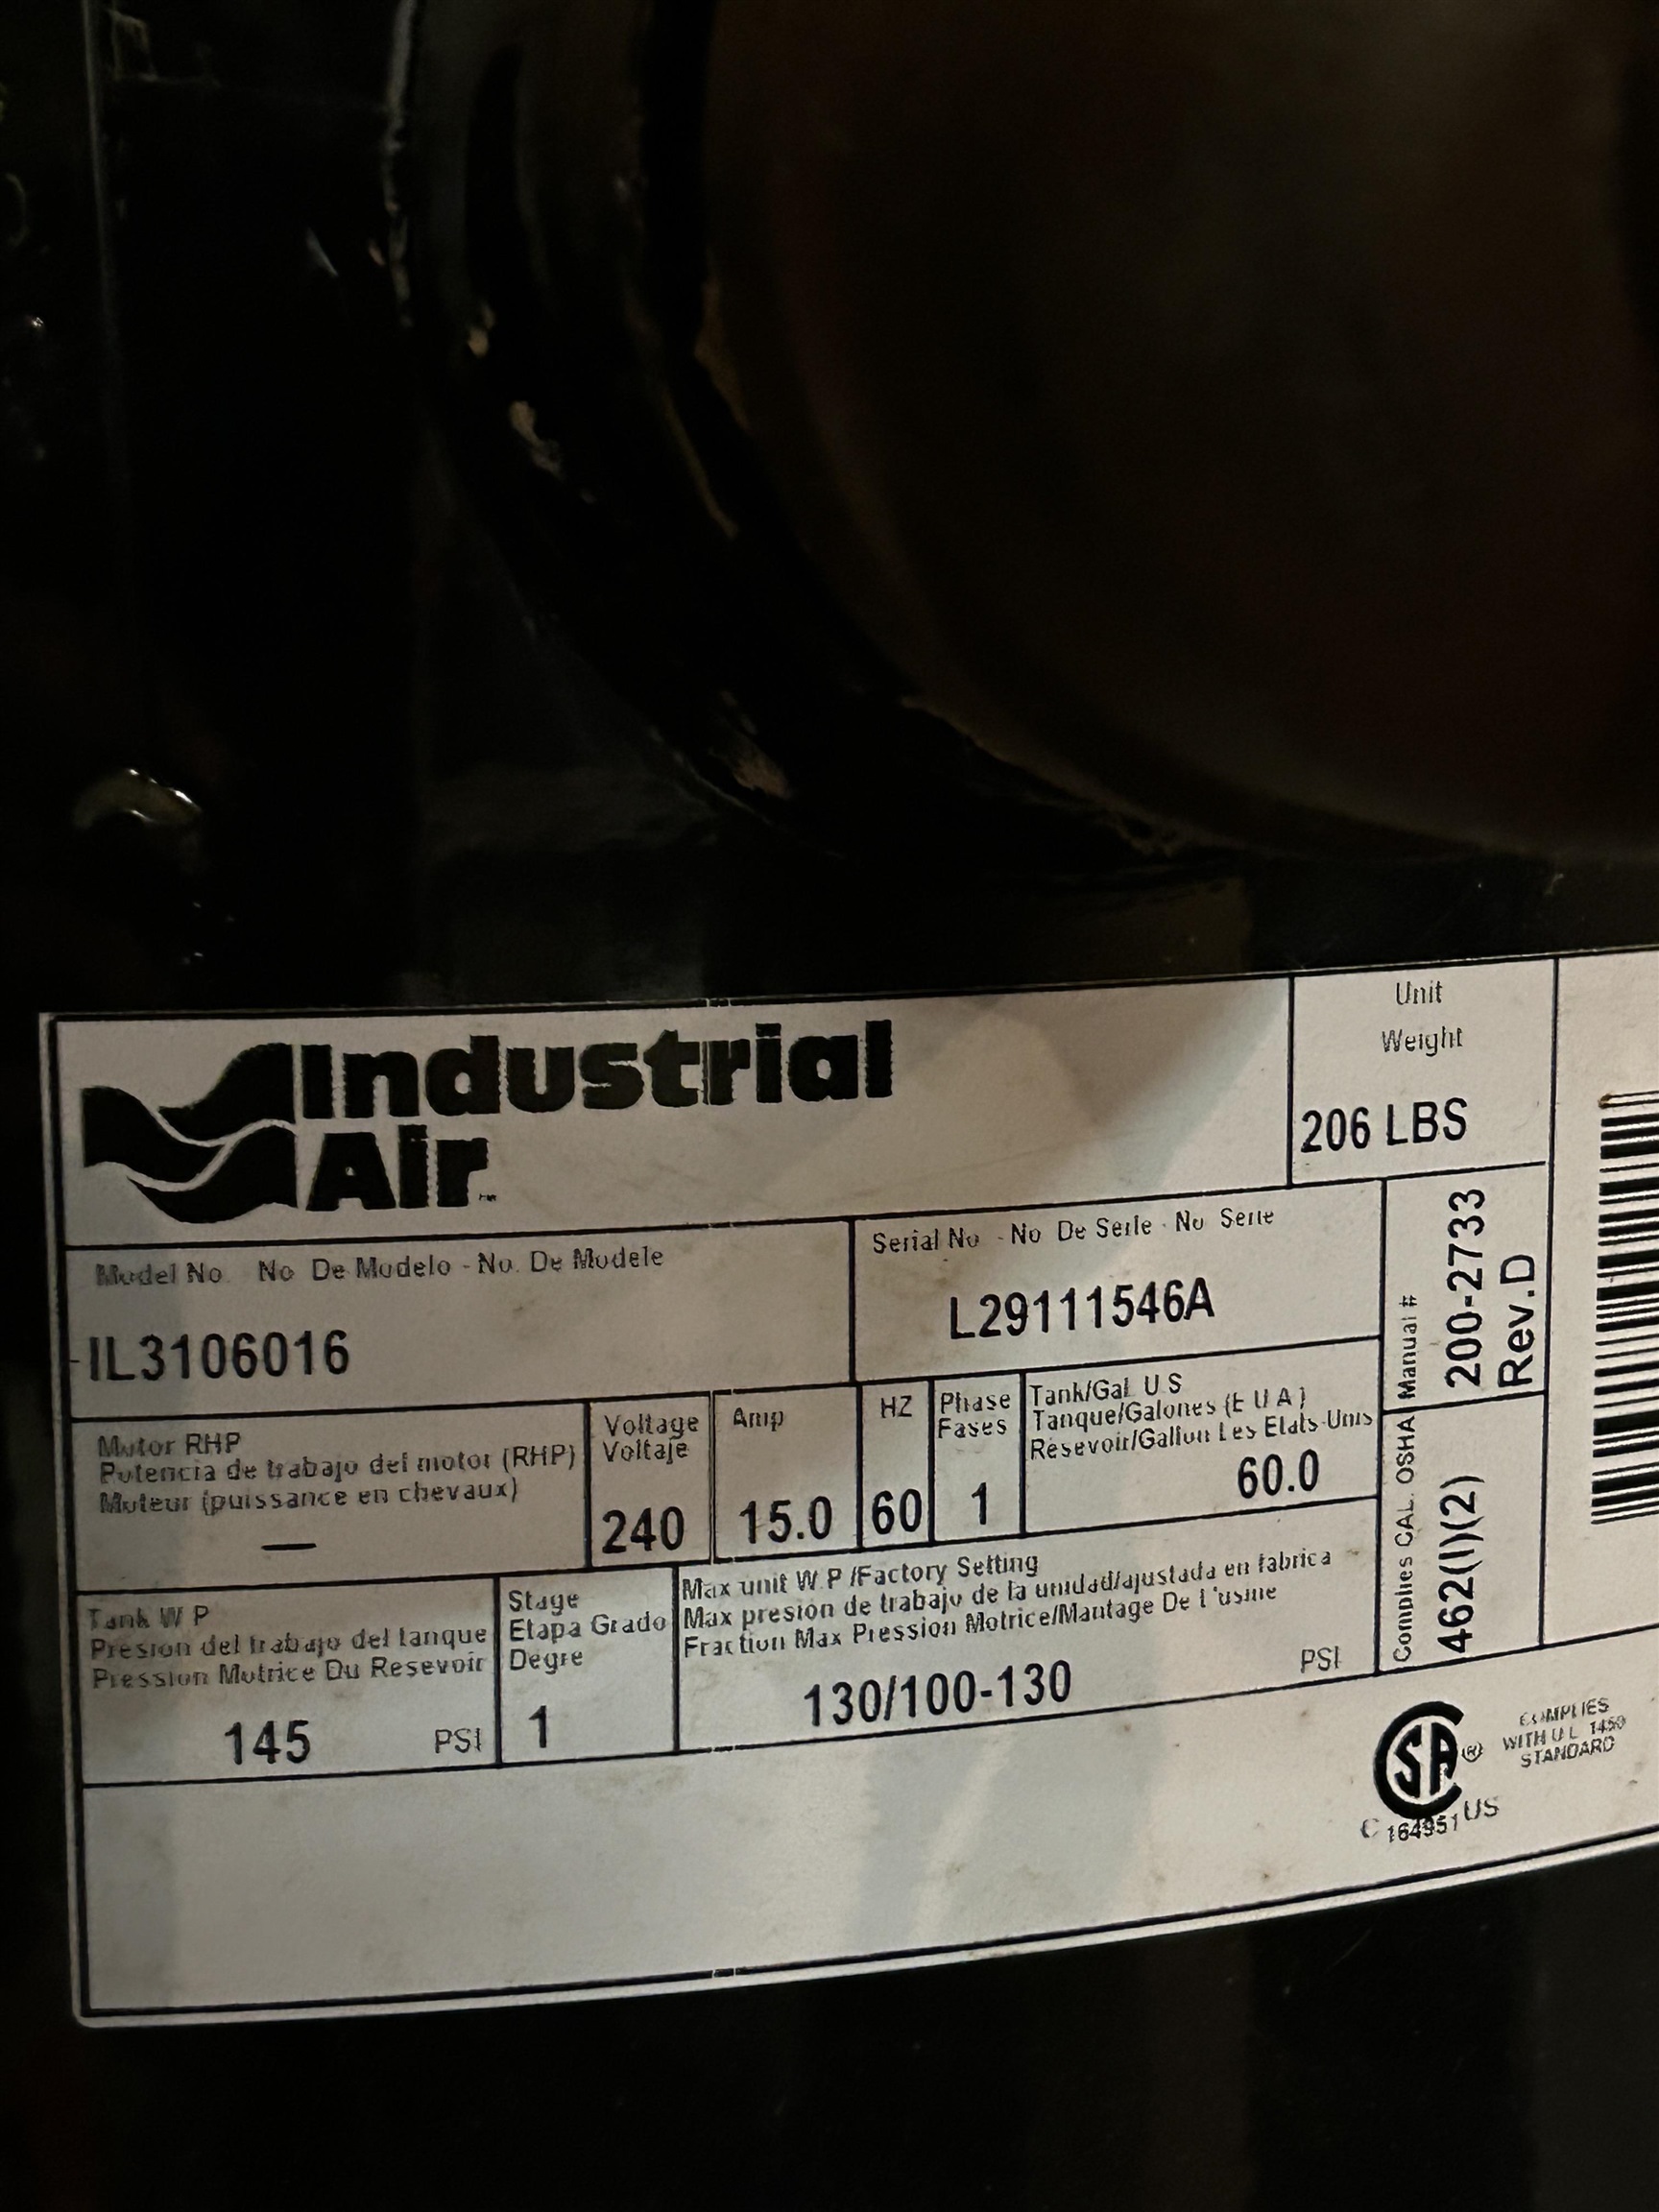 Industrial
Air
Unit
Weight
206 LBS
Model No. No De Modelo - No. De Modele
IL3106016
Serial No - No De Serie - No Serie
L29111546A
Manual #
200-2733
Rev.D
Motor RHP
Potencia de trabajo del motor (RHP)
Moteur (puissance en chevaux)
—
Voltage
Voltaje
240
Amp
15.0
HZ
60
Phase
Fases
1
Tank/Gal U S
Tanque/Galones (E U A)
Resevoir/Gallon Les Etats-Unis
60.0
Complies CAL. OSHA
462(l)(2)
Tank W P
Presion del trabajo del tanque
Pression Motrice Du Resevoir
145 PSI
Stage
Etapa Grado
Degre
1
Max unit W.P /Factory Setting
Max presion de trabajo de la unidad/ajustada en fabrica
Fraction Max Pression Motrice/Mantage De L'usine
130/100-130 PSI
SA ®
C 164951 US
COMPLIES
WITH U L 1450
STANDARD